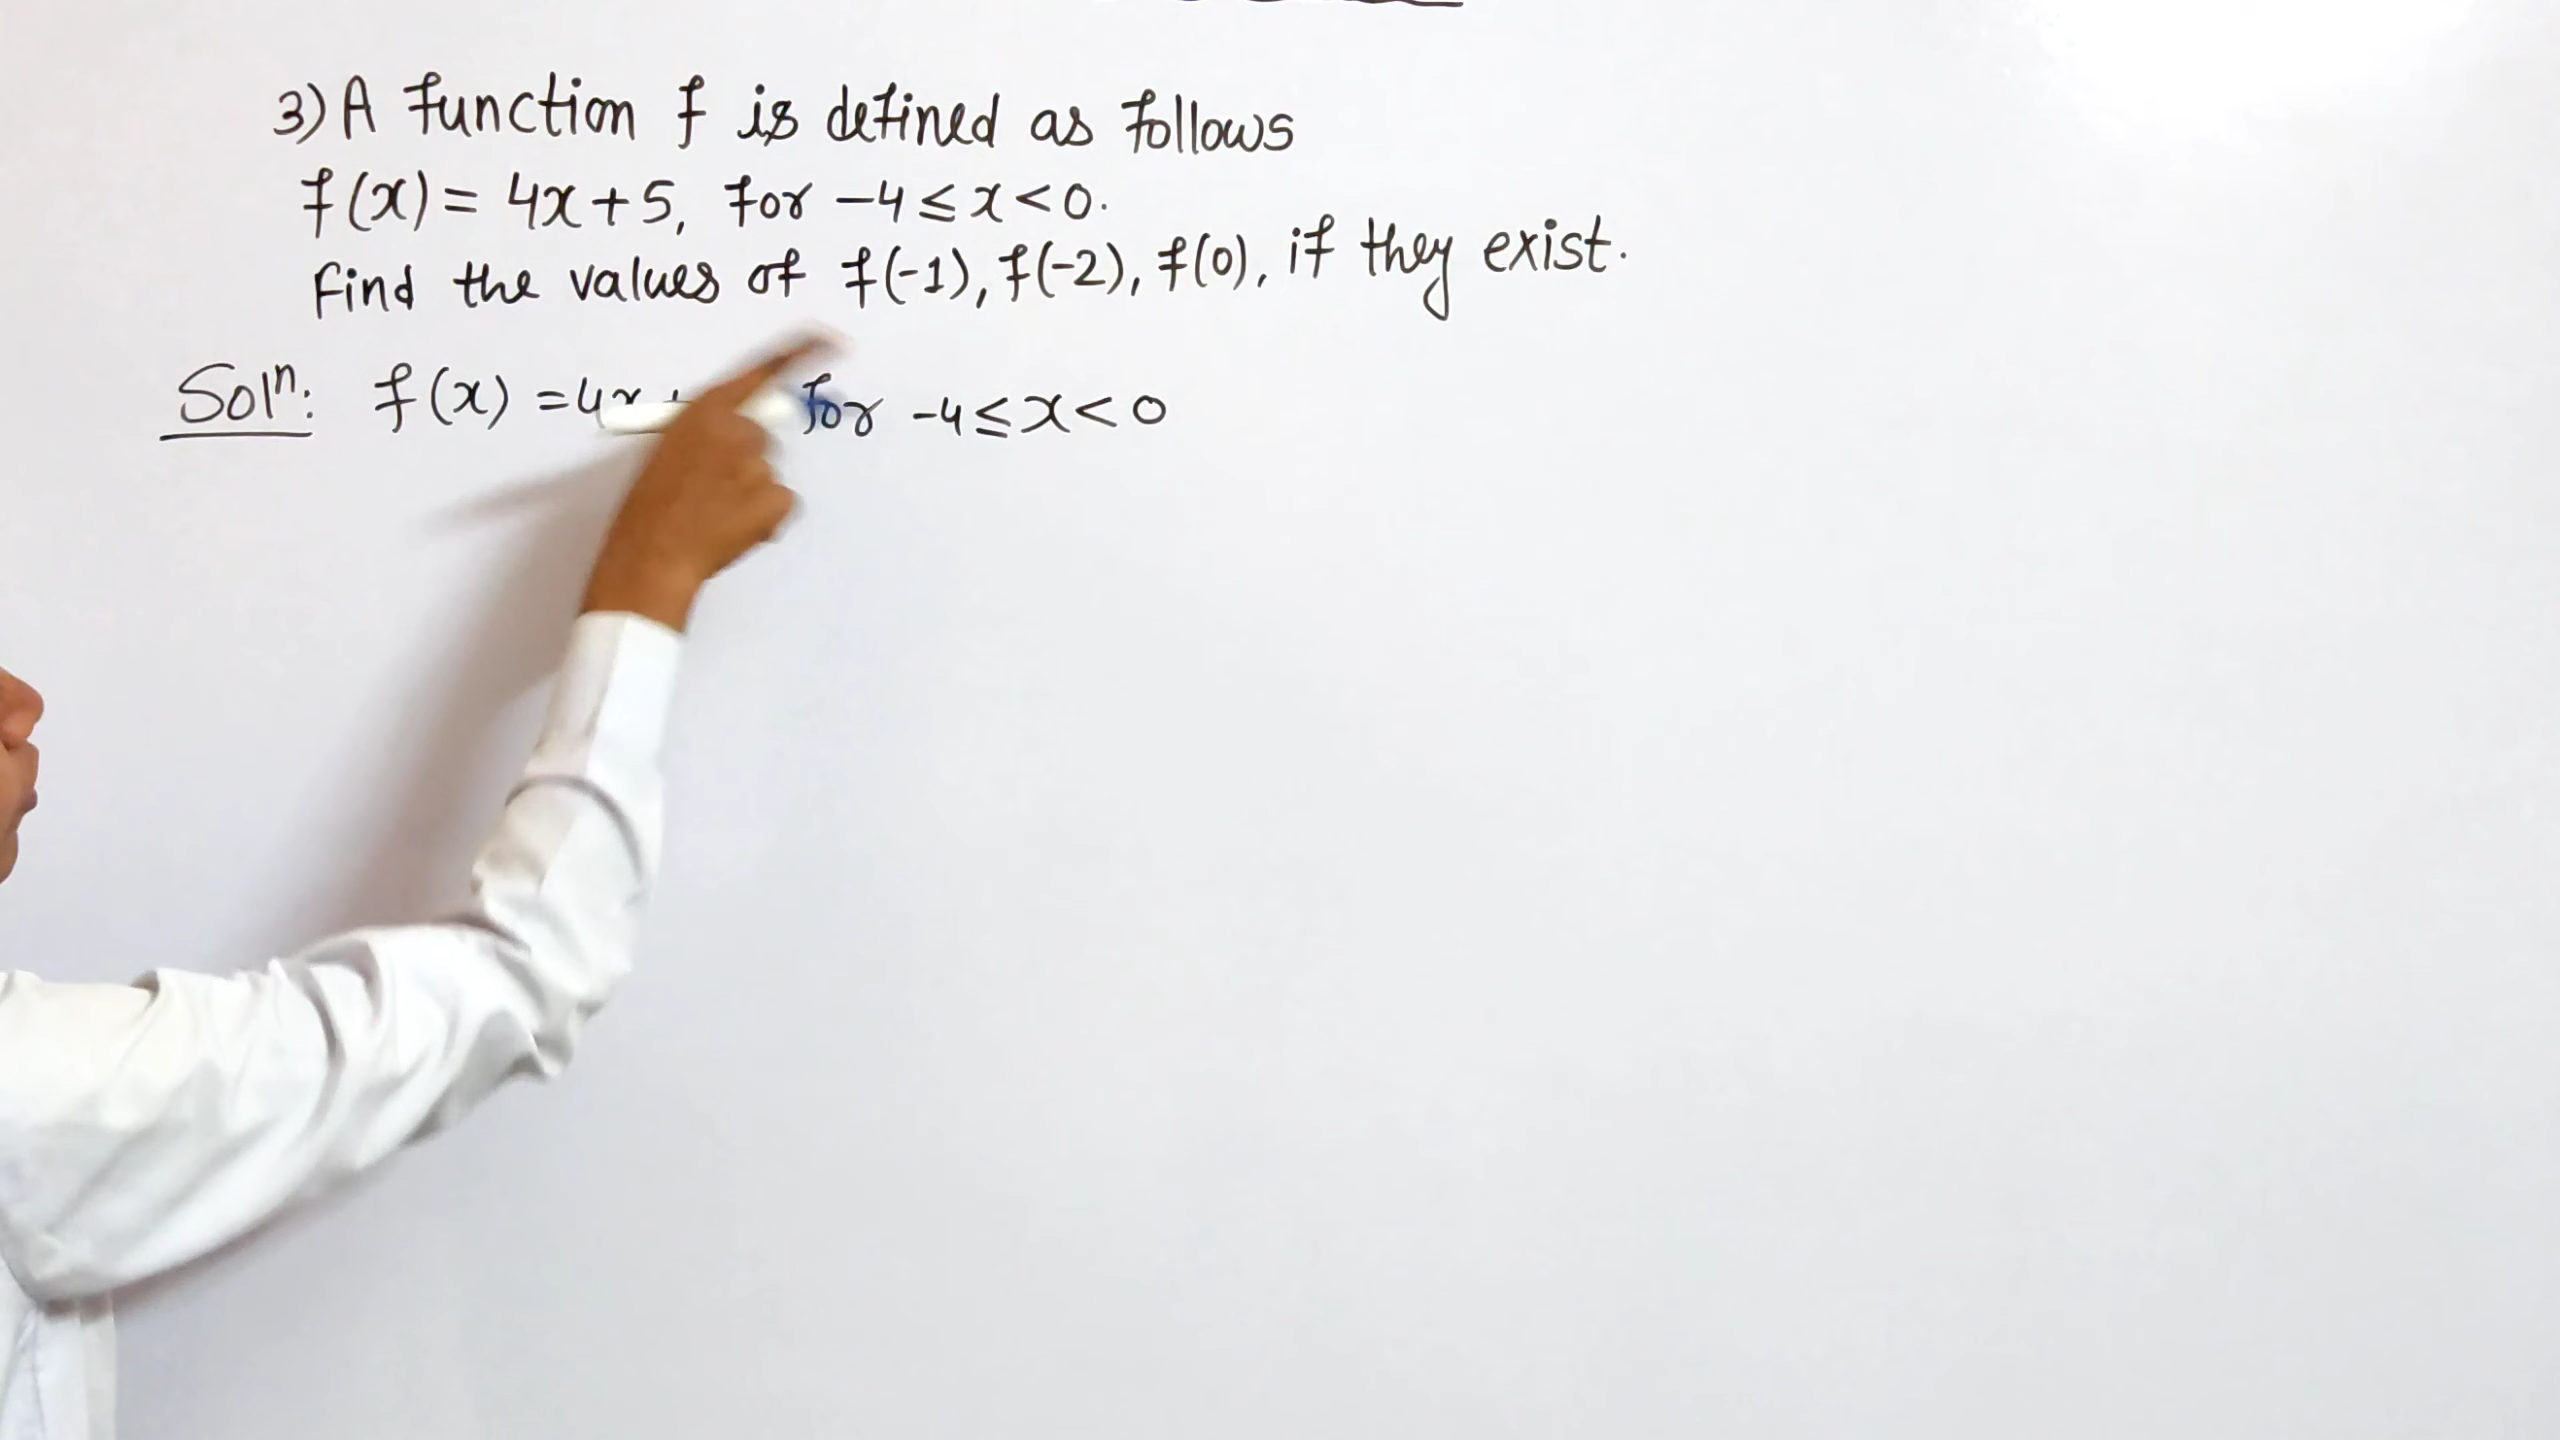 3) A function f is defined as follows
f(x) = 4x+5, for -4 ≤ x < 0.
Find the values of f(-1), f(-2), f(0), if they exist.
Solⁿ: f(x) = 4x + for -4 ≤ x < 0